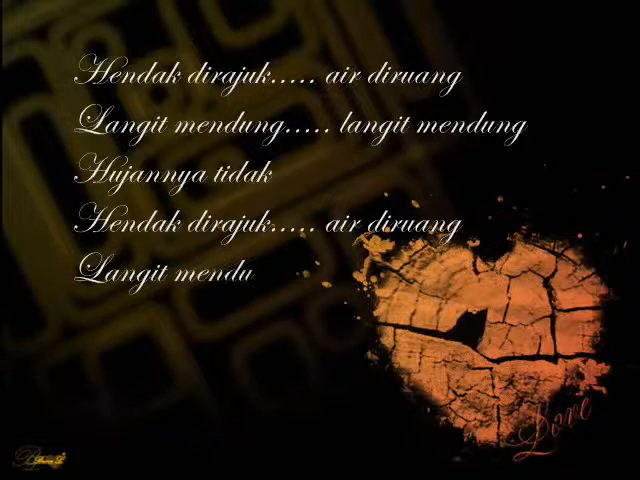 Hendak dirajuk..... air diruang
Langit mendung..... langit mendung
Hujannya tidak
Hendak dirajuk..... air diruang
Langit mendu
Love